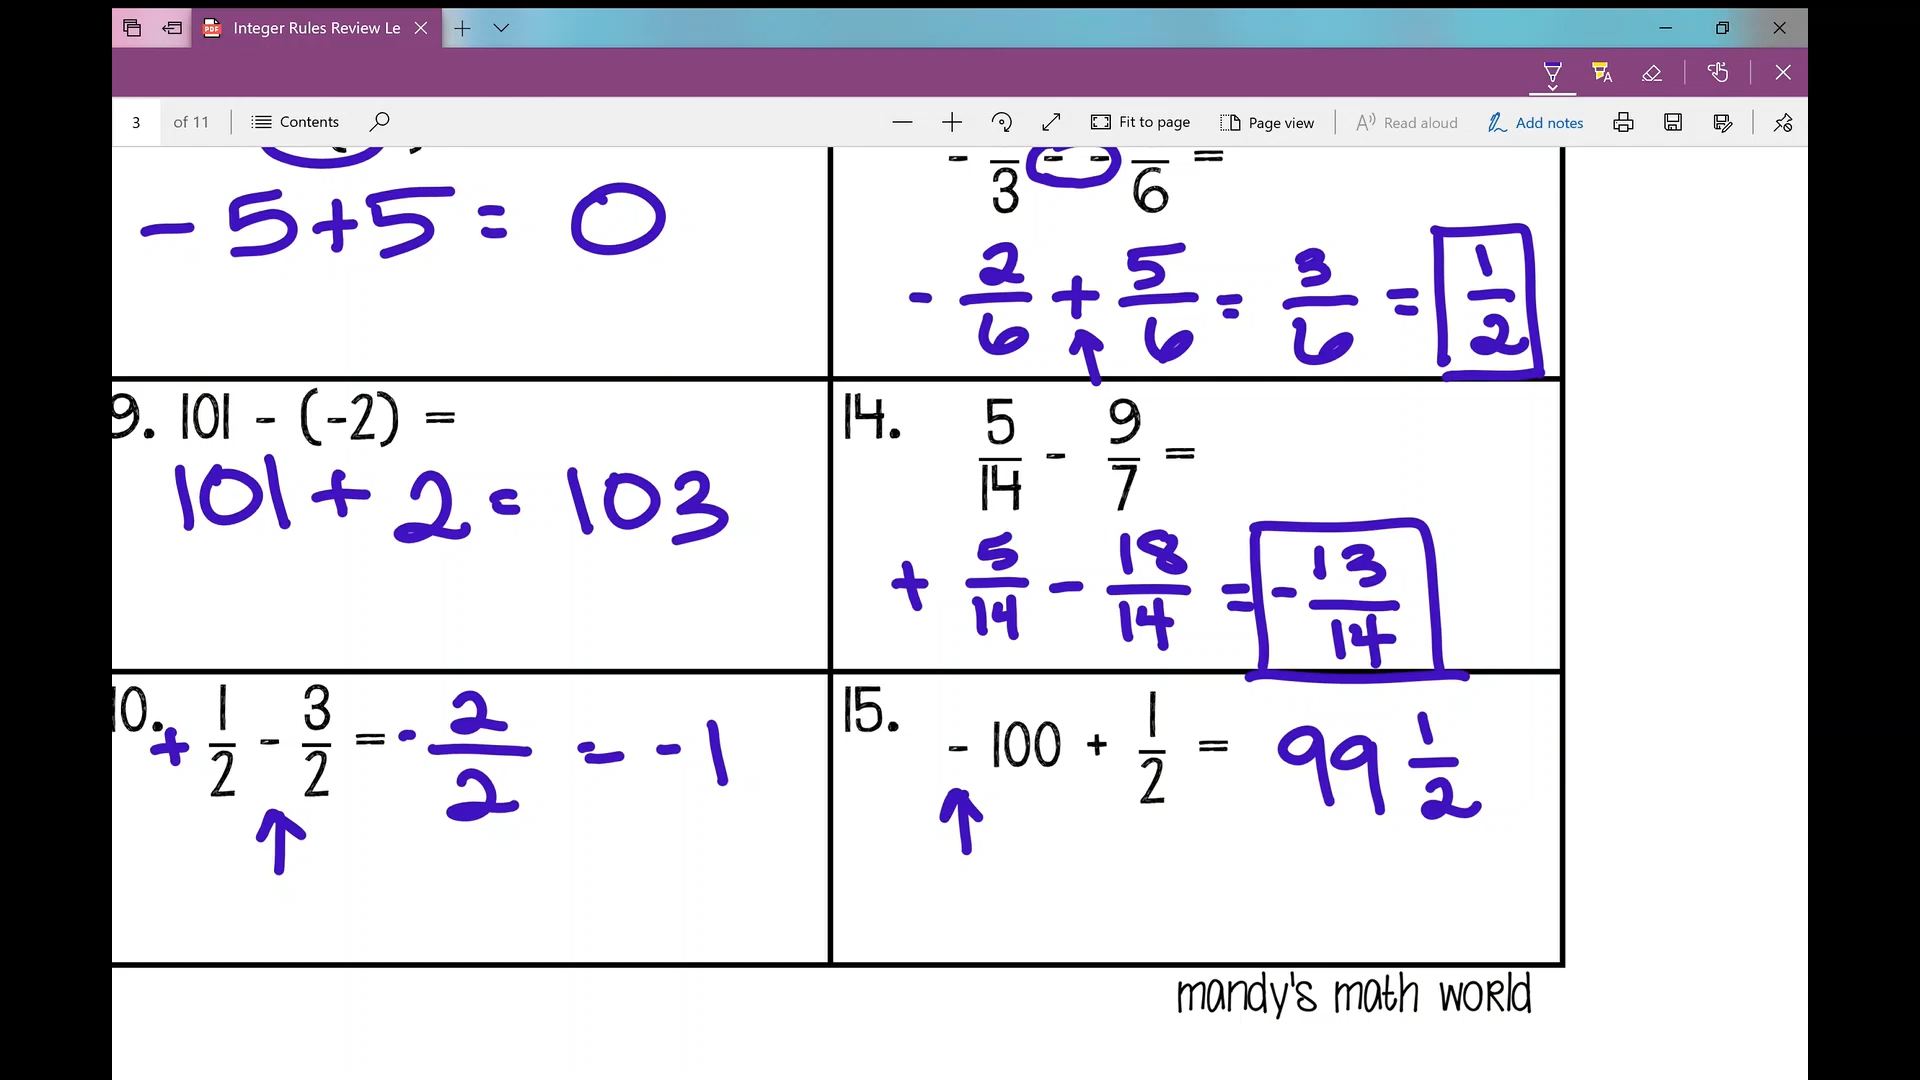 Integer Rules Review Le
3 of 11 Contents Fit to page Page view Read aloud Add notes
- 5 + 5 = 0
- /3 - - /6 =
- 2/6 + 5/6 = 3/6 = 1/2
9. 101 - (-2) =
101 + 2 = 103
14. 5/14 - 9/7 =
+ 5/14 - 18/14 = - 13/14
10. + 1/2 - 3/2 = - 2/2 = - 1
15. - 100 + 1/2 = 99 1/2
mandy's math world